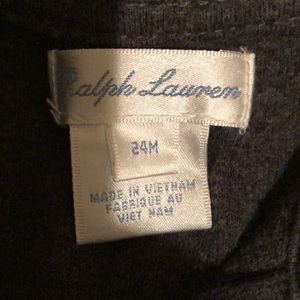 Ralph Lauren
24M
MADE IN VIETNAM
FABRIQUE AU
VIET NAM